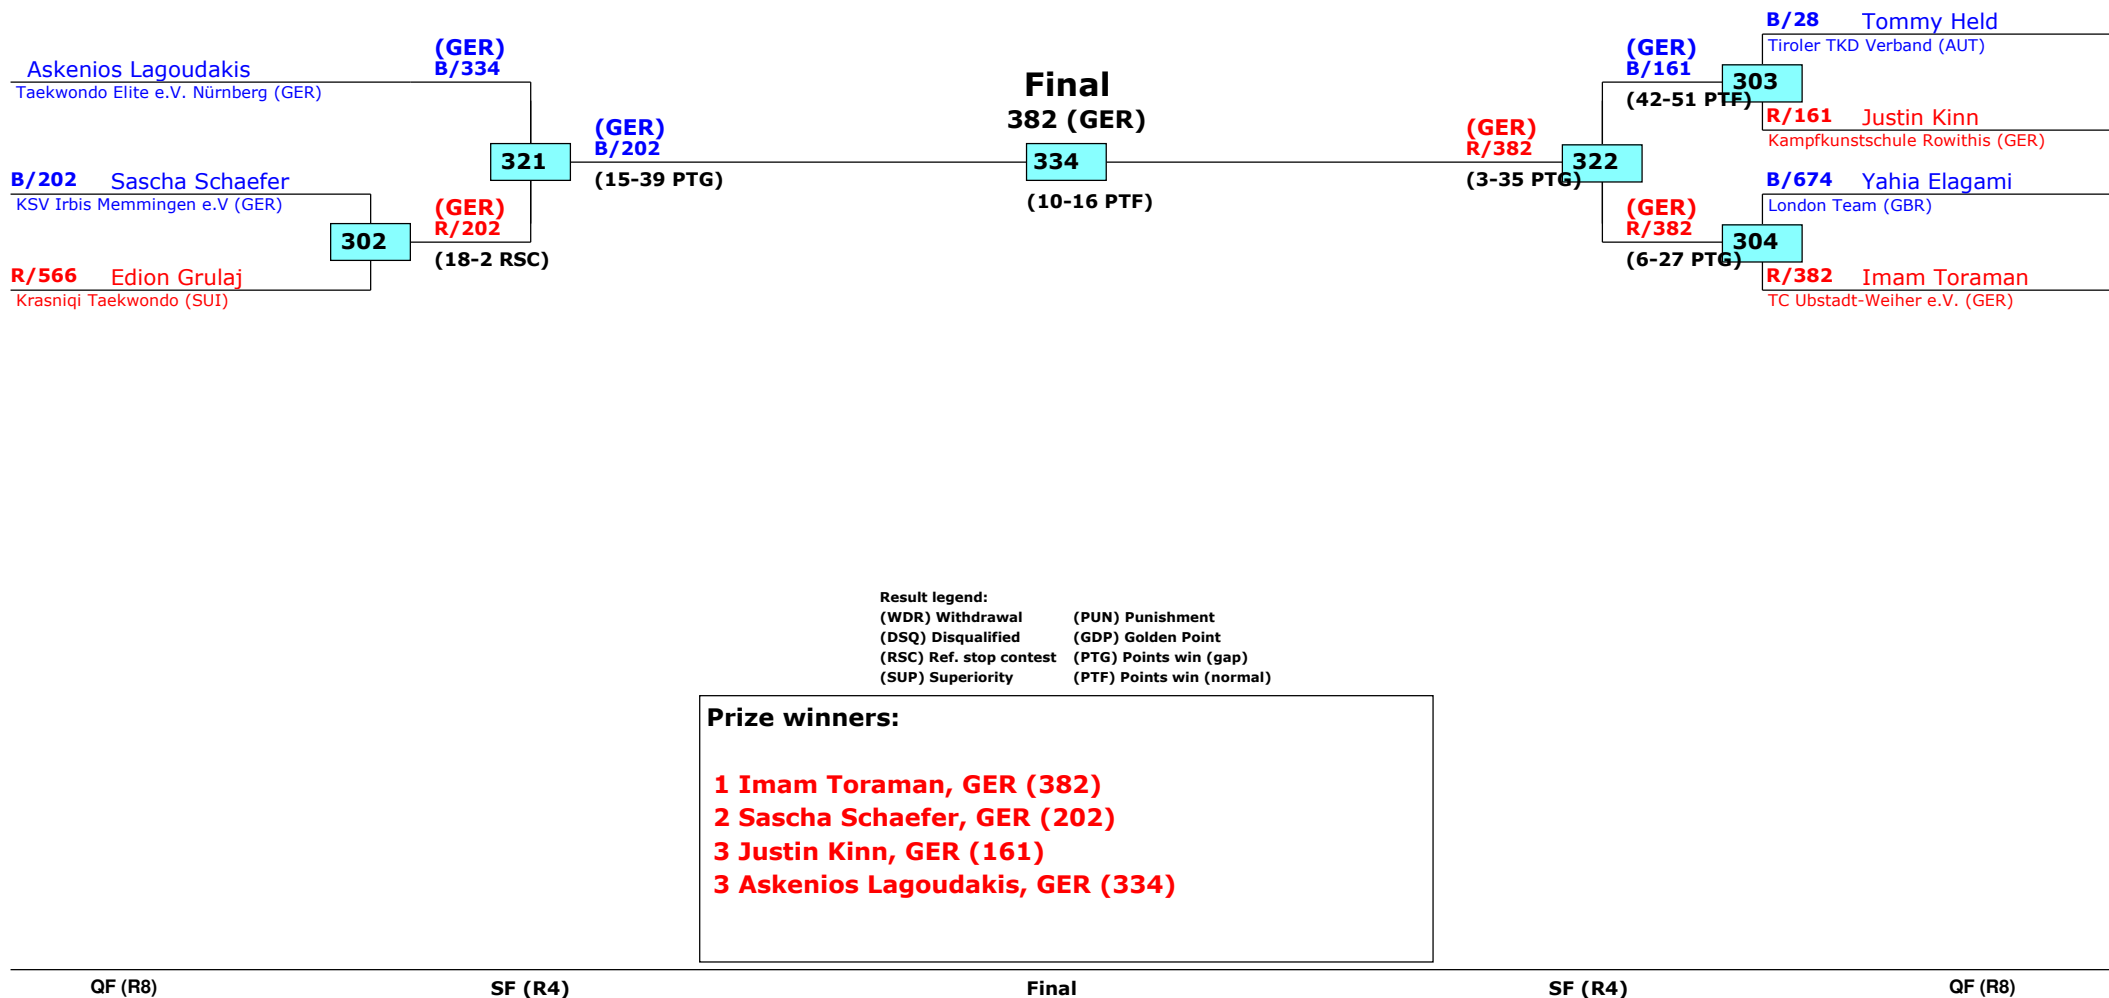 Askenios Lagoudakis
Taekwondo Elite e.V. Nürnberg (GER)
(GER)
B/334
B/202 Sascha Schaefer
KSV Irbis Memmingen e.V (GER)
302
R/566 Edion Grulaj
Krasniqi Taekwondo (SUI)
(GER)
R/202
(18-2 RSC)
321
(GER)
B/202
(15-39 PTG)
Final
382 (GER)
334
(10-16 PTF)
(GER)
R/382
(3-35 PTG)
322
(GER)
B/161
(42-51 PTF)
303
B/28 Tommy Held
Tiroler TKD Verband (AUT)
R/161 Justin Kinn
Kampfkunstschule Rowithis (GER)
B/674 Yahia Elagami
London Team (GBR)
(GER)
R/382
(6-27 PTG)
304
R/382 Imam Toraman
TC Ubstadt-Weiher e.V. (GER)
Result legend:
(WDR) Withdrawal (PUN) Punishment
(DSQ) Disqualified (GDP) Golden Point
(RSC) Ref. stop contest (PTG) Points win (gap)
(SUP) Superiority (PTF) Points win (normal)
Prize winners:
1 Imam Toraman, GER (382)
2 Sascha Schaefer, GER (202)
3 Justin Kinn, GER (161)
3 Askenios Lagoudakis, GER (334)
QF (R8) SF (R4) Final SF (R4) QF (R8)